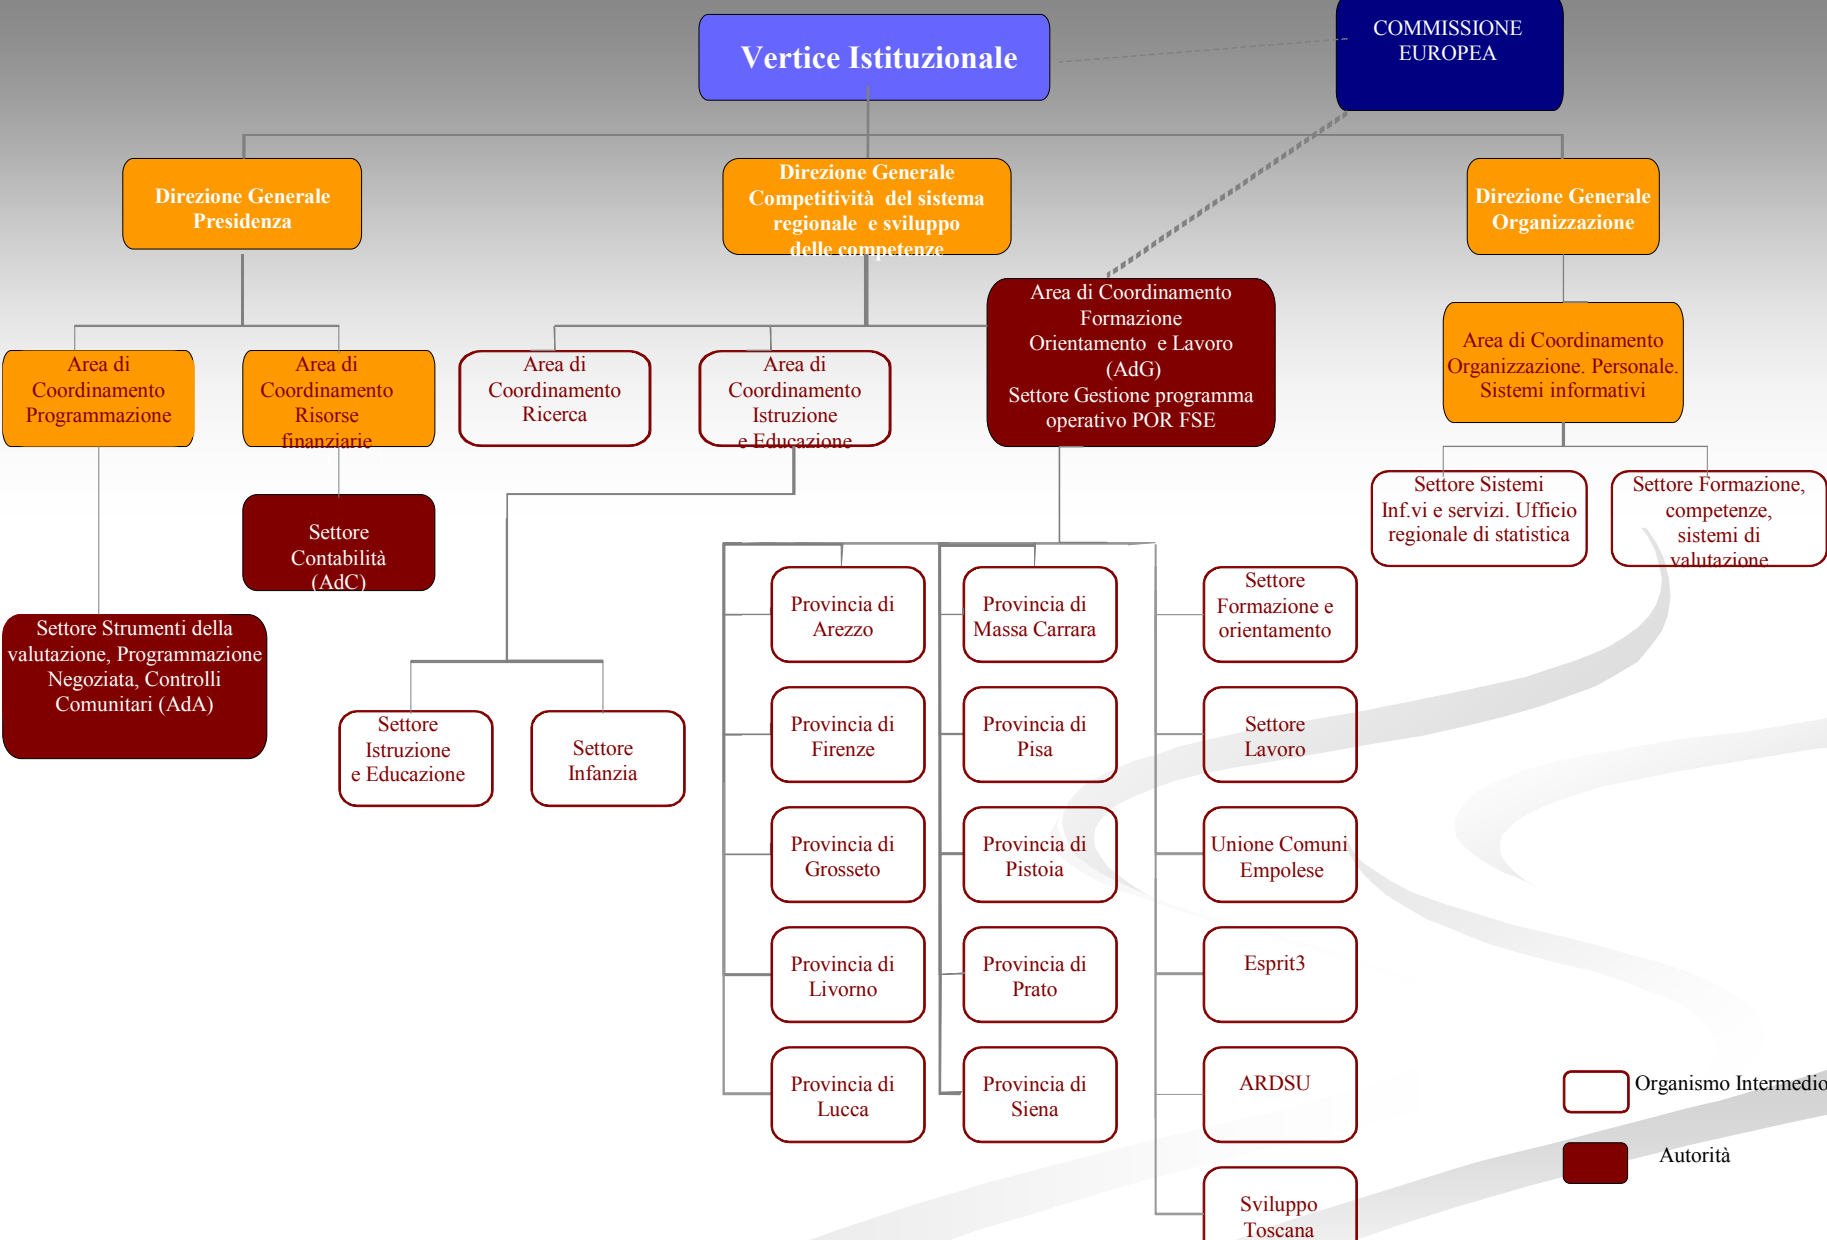 Vertice Istituzionale
COMMISSIONE
EUROPEA
Direzione Generale
Presidenza
Direzione Generale
Competitività del sistema
regionale e sviluppo
delle competenze
Direzione Generale
Organizzazione
Area di
Coordinamento
Programmazione
Area di
Coordinamento
Risorse
finanziarie
Area di
Coordinamento
Ricerca
Area di
Coordinamento
Istruzione
e Educazione
Area di Coordinamento
Formazione
Orientamento e Lavoro
(AdG)
Settore Gestione programma
operativo POR FSE
Area di Coordinamento
Organizzazione. Personale.
Sistemi informativi
Settore
Contabilità
(AdC)
Settore Sistemi
Inf.vi e servizi. Ufficio
regionale di statistica
Settore Formazione,
competenze,
sistemi di
valutazione
Settore Strumenti della
valutazione, Programmazione
Negoziata, Controlli
Comunitari (AdA)
Settore
Istruzione
e Educazione
Settore
Infanzia
Provincia di
Arezzo
Provincia di
Massa Carrara
Settore
Formazione e
orientamento
Provincia di
Firenze
Provincia di
Pisa
Settore
Lavoro
Provincia di
Grosseto
Provincia di
Pistoia
Unione Comuni
Empolese
Provincia di
Livorno
Provincia di
Prato
Esprit3
Provincia di
Lucca
Provincia di
Siena
ARDSU
Sviluppo
Toscana
Organismo Intermedio
Autorità